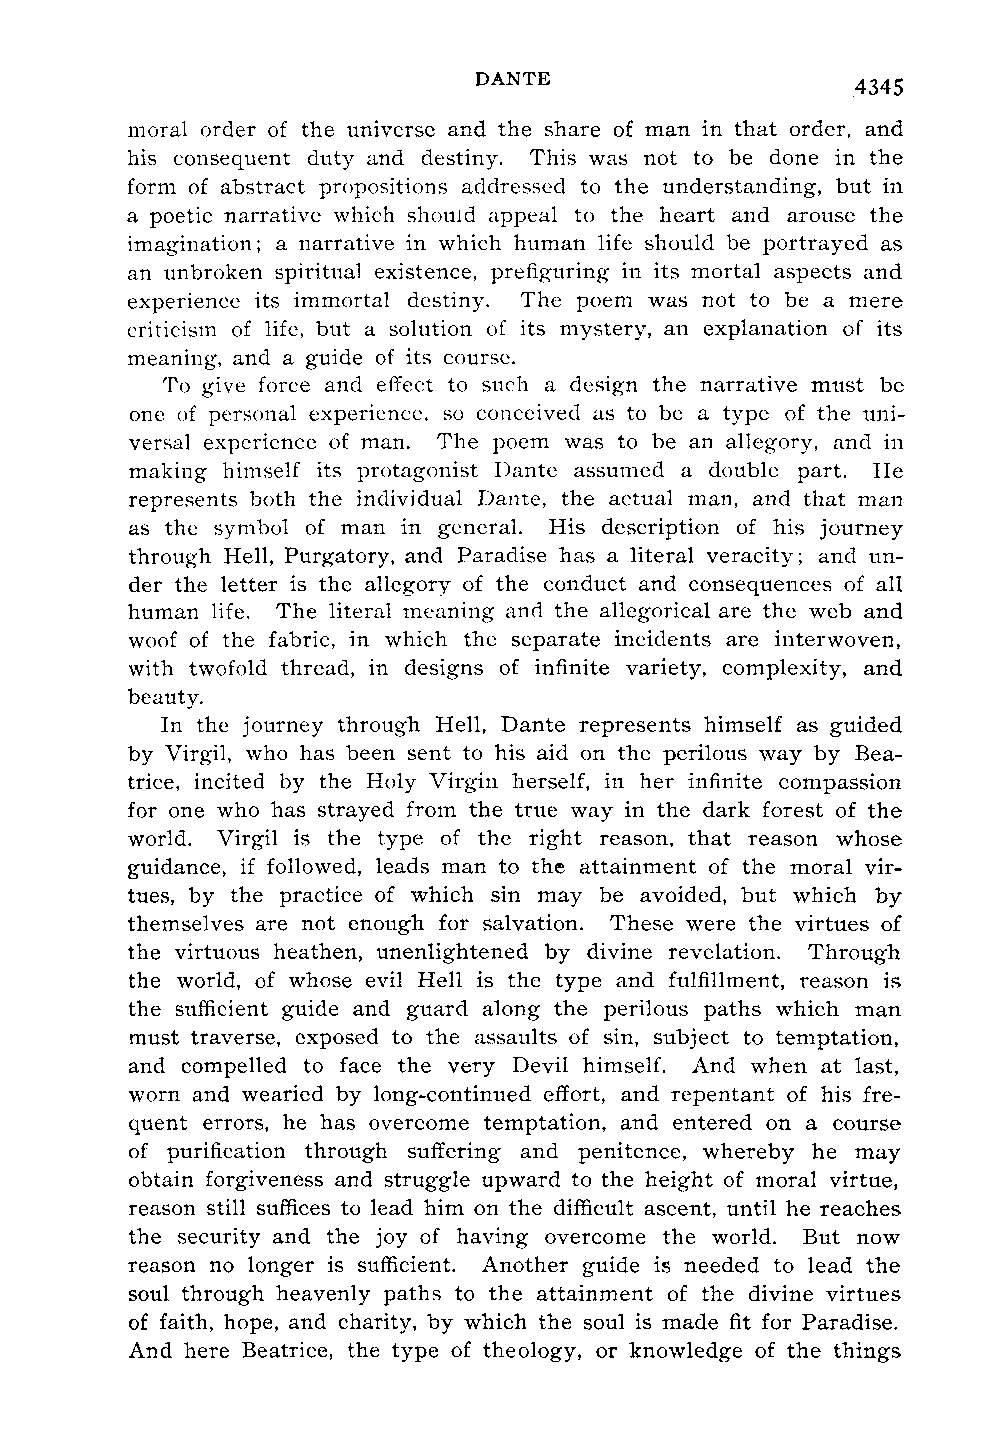 DANTE
4345
moral order of the universe and the share of man in that order, and
his consequent duty and destiny. This was not to be done in the
form of abstract propositions addressed to the understanding, but in
a poetic narrative which should appeal to the heart and arouse the
imagination; a narrative in which human life should be portrayed as
an unbroken spiritual existence, prefiguring in its mortal aspects and
experience its immortal destiny. The poem was not to be a mere
criticism of life, but a solution of its mystery, an explanation of its
meaning, and a guide of its course.
To give force and effect to such a design the narrative must be
one of personal experience, so conceived as to be a type of the uni-
versal experience of man. The poem was to be an allegory, and in
making himself its protagonist Dante assumed a double part. He
represents both the individual Dante, the actual man, and that man
as the symbol of man in general. His description of his journey
through Hell, Purgatory, and Paradise has a literal veracity; and un-
der the letter is the allegory of the conduct and consequences of all
human life. The literal meaning and the allegorical are the web and
woof of the fabric, in which the separate incidents are interwoven,
with twofold thread, in designs of infinite variety, complexity, and
beauty.
In the journey through Hell, Dante represents himself as guided
by Virgil, who has been sent to his aid on the perilous way by Bea-
trice, incited by the Holy Virgin herself, in her infinite compassion
for one who has strayed from the true way in the dark forest of the
world. Virgil is the type of the right reason, that reason whose
guidance, if followed, leads man to the attainment of the moral vir-
tues, by the practice of which sin may be avoided, but which by
themselves are not enough for salvation. These were the virtues of
the virtuous heathen, unenlightened by divine revelation. Through
the world, of whose evil Hell is the type and fulfillment, reason is
the sufficient guide and guard along the perilous paths which man
must traverse, exposed to the assaults of sin, subject to temptation,
and compelled to face the very Devil himself. And when at last,
worn and wearied by long-continued effort, and repentant of his fre-
quent errors, he has overcome temptation, and entered on a course
of purification through suffering and penitence, whereby he may
obtain forgiveness and struggle upward to the height of moral virtue,
reason still suffices to lead him on the difficult ascent, until he reaches
the security and the joy of having overcome the world. But now
reason no longer is sufficient. Another guide is needed to lead the
soul through heavenly paths to the attainment of the divine virtues
of faith, hope, and charity, by which the soul is made fit for Paradise.
And here Beatrice, the type of theology, or knowledge of the things